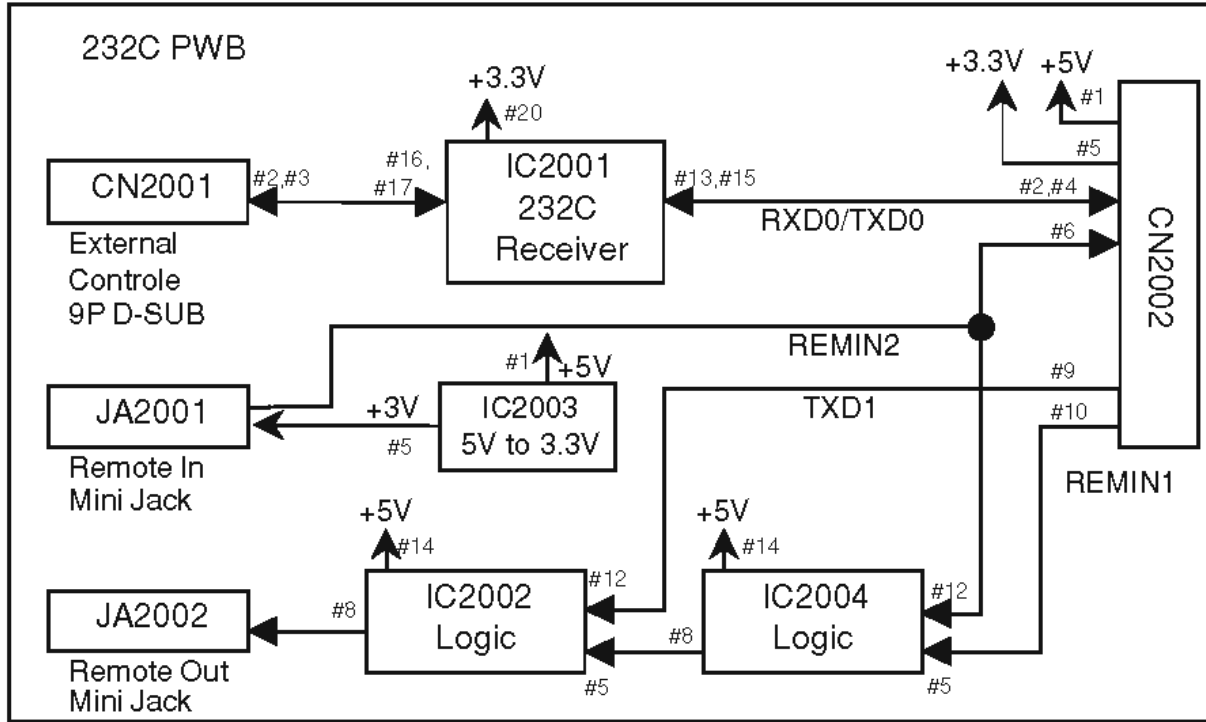 232C PWB
+3.3V
#20
+3.3V
+5V
#1
#5
CN2001
#2,#3
#16,
#17
IC2001
232C
Receiver
#13,#15
RXD0/TXD0
#2,#4
#6
CN2002
External
Controle
9P D-SUB
REMIN2
#1
+5V
JA2001
+3V
#5
IC2003
5V to 3.3V
TXD1
#9
#10
REMIN1
Remote In
Mini Jack
+5V
#14
+5V
#14
JA2002
#8
IC2002
Logic
#12
#5
#8
IC2004
Logic
#12
#5
Remote Out
Mini Jack